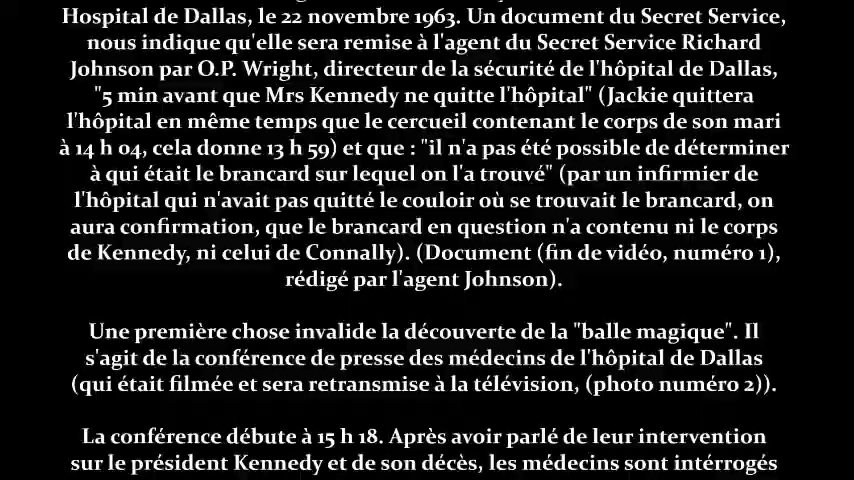 Hospital de Dallas, le 22 novembre 1963. Un document du Secret Service,
nous indique qu'elle sera remise à l'agent du Secret Service Richard
Johnson par O.P. Wright, directeur de la sécurité de l'hôpital de Dallas,
"5 min avant que Mrs Kennedy ne quitte l'hôpital" (Jackie quittera
l'hôpital en même temps que le cercueil contenant le corps de son mari
à 14 h 04, cela donne 13 h 59) et que : "il n'a pas été possible de déterminer
à qui était le brancard sur lequel on l'a trouvé" (par un infirmier de
l'hôpital qui n'avait pas quitté le couloir où se trouvait le brancard, on
aura confirmation, que le brancard en question n'a contenu ni le corps
de Kennedy, ni celui de Connally). (Document (fin de vidéo, numéro 1),
rédigé par l'agent Johnson).
Une première chose invalide la découverte de la "balle magique". Il
s'agit de la conférence de presse des médecins de l'hôpital de Dallas
(qui était filmée et sera retransmise à la télévision, (photo numéro 2)).
La conférence débute à 15 h 18. Après avoir parlé de leur intervention
sur le président Kennedy et de son décès, les médecins sont intérrogés